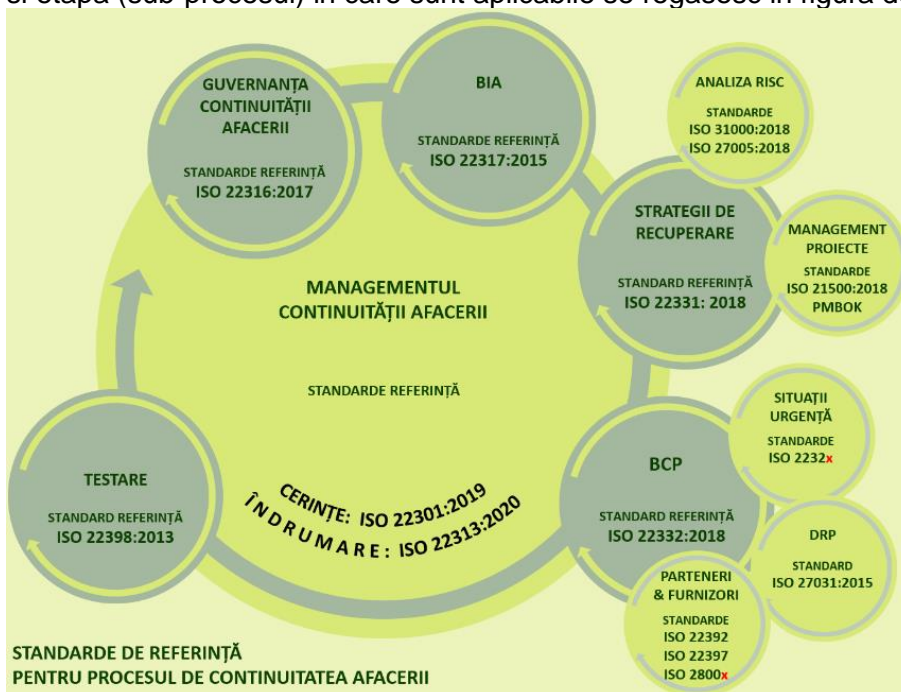 și etapa (sub-procesul) în care sunt aplicabile se regăsesc în figura d
GUVERNANȚA
CONTINUITĂȚII
AFACERII
STANDARDE REFERINȚĂ
ISO 22316:2017
BIA
STANDARDE REFERINȚĂ
ISO 22317:2015
ANALIZA RISC
STANDARDE
ISO 31000:2018
ISO 27005:2018
STRATEGII DE
RECUPERARE
STANDARD REFERINȚĂ
ISO 22331: 2018
MANAGEMENT
PROIECTE
STANDARDE
ISO 21500:2018
PMBOK
MANAGEMENTUL
CONTINUITĂȚII AFACERII
STANDARDE REFERINȚĂ
CERINȚE: ISO 22301:2019
ÎNDRUMARE: ISO 22313:2020
SITUAȚII
URGENȚĂ
STANDARDE
ISO 2232x
BCP
STANDARD REFERINȚĂ
ISO 22332:2018
DRP
STANDARD
ISO 27031:2015
PARTENERI
& FURNIZORI
STANDARDE
ISO 22392
ISO 22397
ISO 2800x
TESTARE
STANDARD REFERINȚĂ
ISO 22398:2013
STANDARDE DE REFERINȚĂ
PENTRU PROCESUL DE CONTINUITATEA AFACERII